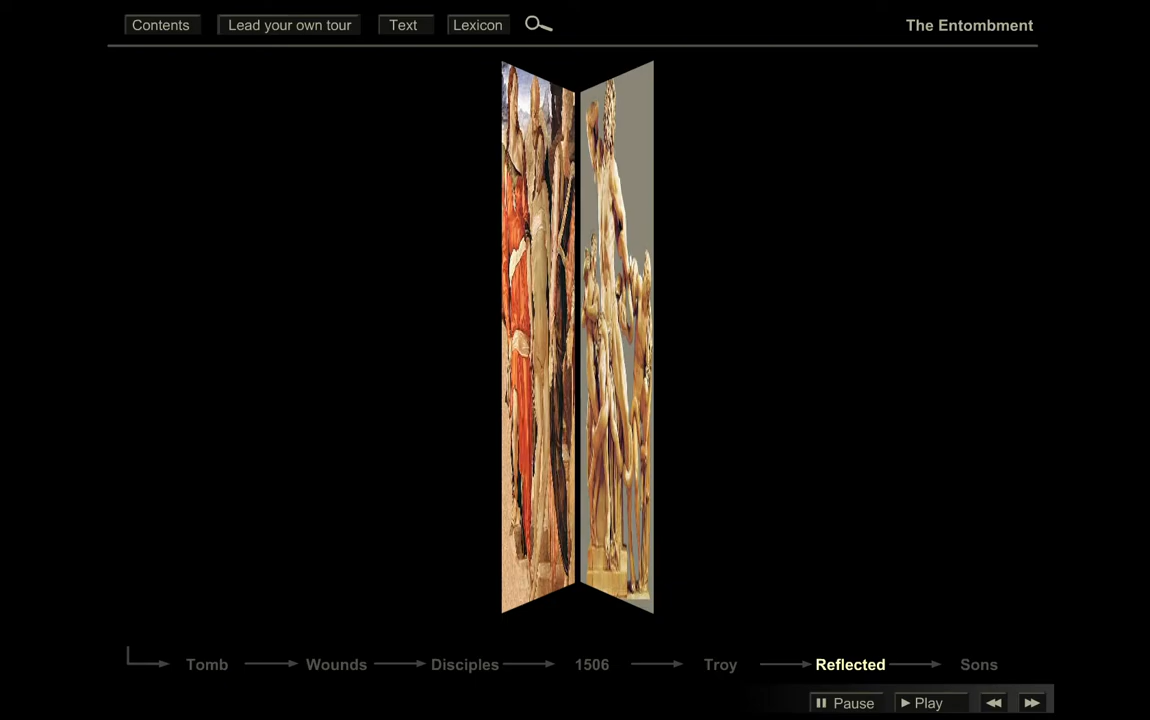 Contents Lead your own tour Text Lexicon The Entombment
Tomb Wounds Disciples 1506 Troy Reflected Sons
Pause Play